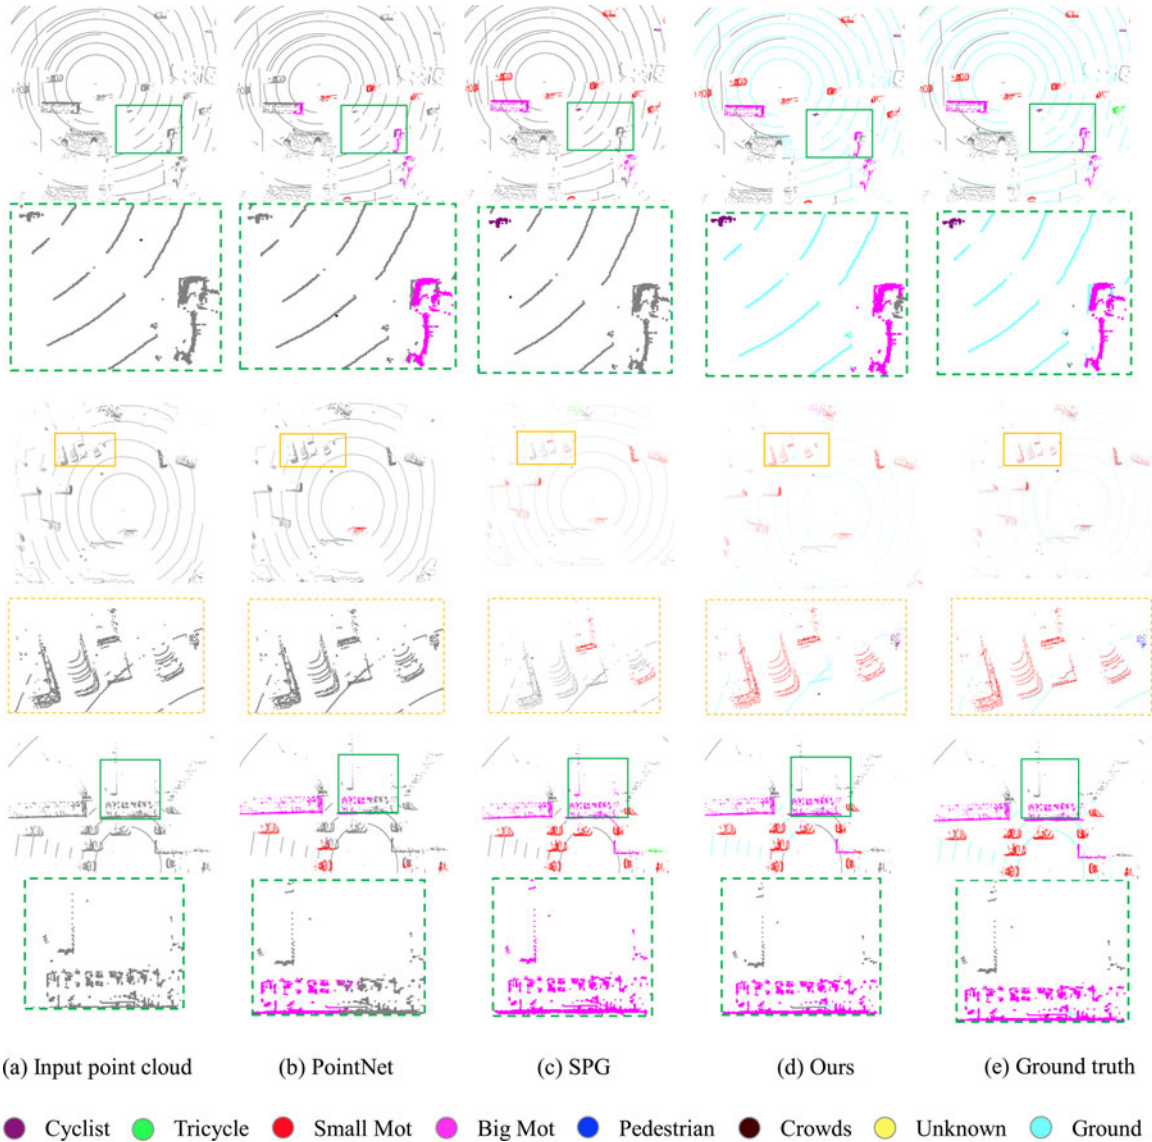 (a) Input point cloud (b) PointNet (c) SPG (d) Ours (e) Ground truth
Cyclist Tricycle Small Mot Big Mot Pedestrian Crowds Unknown Ground